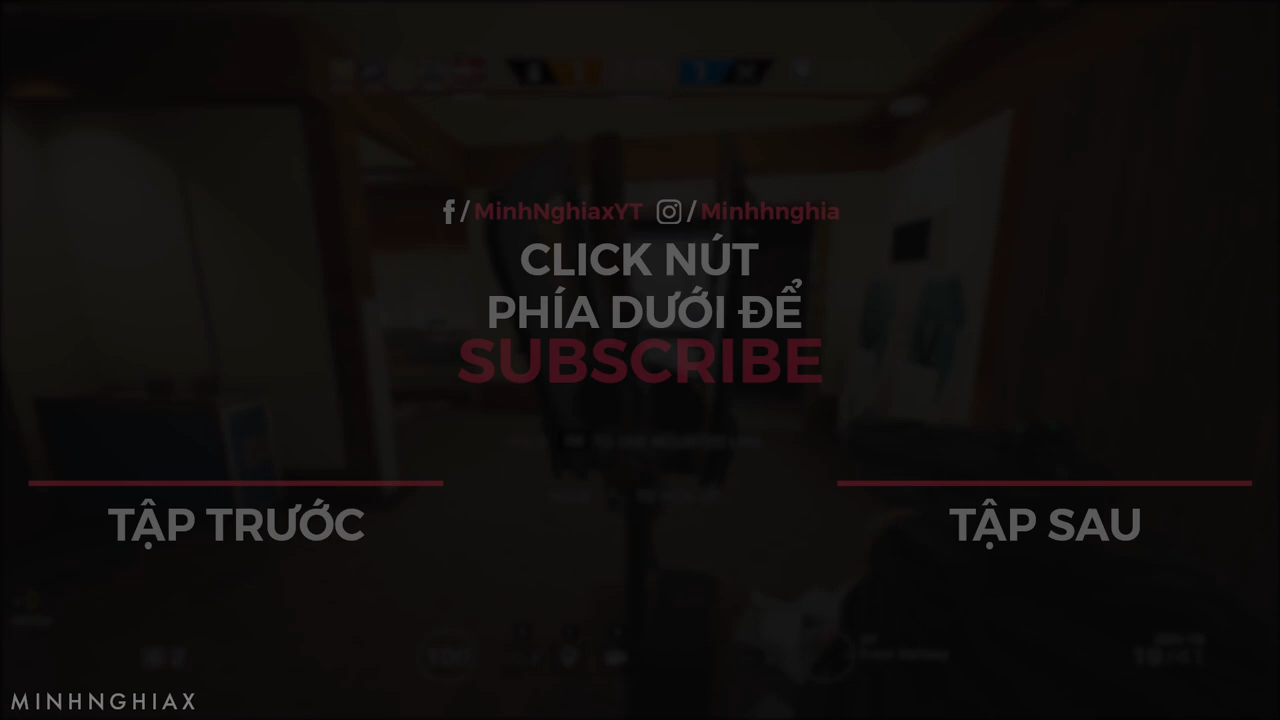 / MinhNghiaxYT / Minhhnghia
CLICK NÚT
PHÍA DƯỚI ĐỂ
SUBSCRIBE
TẬP TRƯỚC
TẬP SAU
MINHNGHIAX